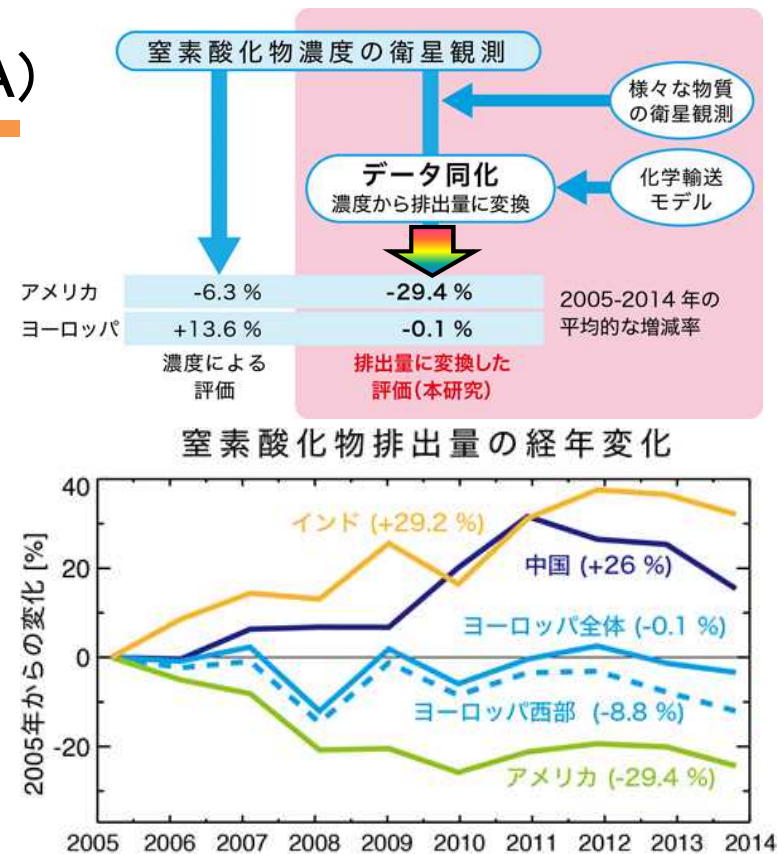 A)
窒素酸化物濃度の衛星観測
様々な物質
の衛星観測
データ同化
濃度から排出量に変換
化学輸送
モデル
アメリカ -6.3 % -29.4 %
ヨーロッパ +13.6 % -0.1 %
2005-2014 年の
平均的な増減率
濃度による
評価
排出量に変換した
評価(本研究)
窒素酸化物排出量の経年変化
2005年からの変化 [%]
40
20
0
-20
インド (+29.2 %)
中国 (+26 %)
ヨーロッパ全体 (-0.1 %)
ヨーロッパ西部 (-8.8 %)
アメリカ (-29.4 %)
2005 2006 2007 2008 2009 2010 2011 2012 2013 2014